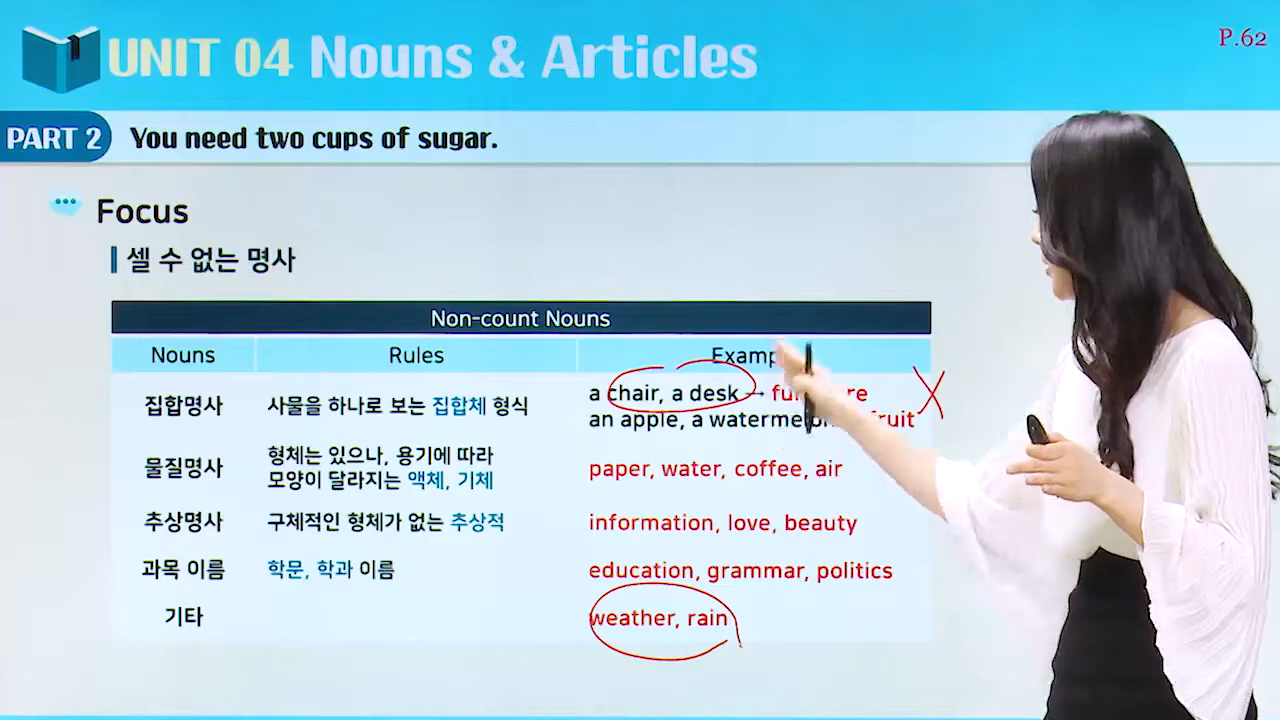 P.62
UNIT 04 Nouns & Articles
PART 2 You need two cups of sugar.
Focus
셀 수 없는 명사
Non-count Nouns
Nouns Rules
집합명사 사물을 하나로 보는 집합체 형식
a chair, a desk →
an apple, a fruit
물질명사 형체는 있으나, 용기에 따라
모양이 달라지는 액체, 기체
paper, water, coffee, air
추상명사 구체적인 형체가 없는 추상적 information, love, beauty
과목 이름 학문, 학과 이름 education, grammar, politics
기타 weather, rain
X